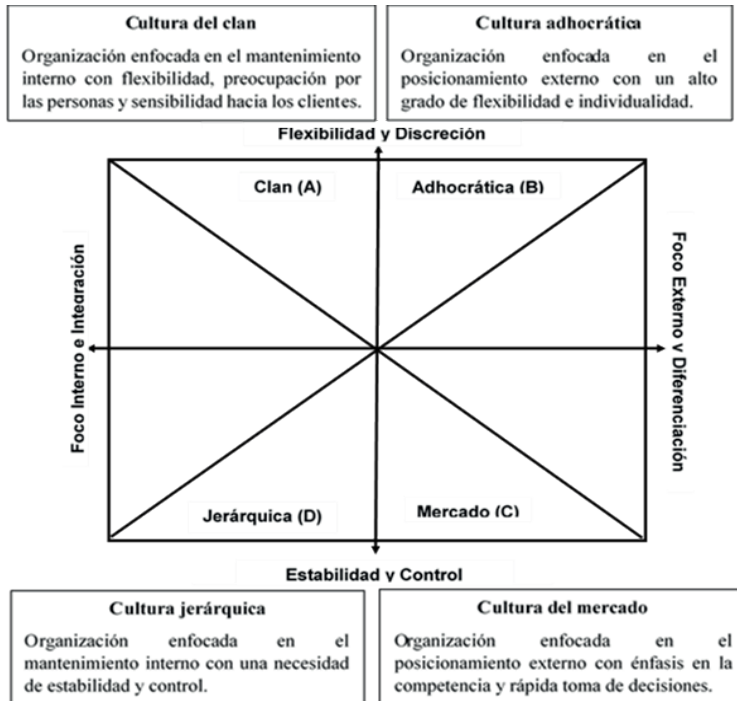 Cultura del clan
Organización enfocada en el mantenimiento
interno con flexibilidad, preocupación por
las personas y sensibilidad hacia los clientes.
Cultura adhocrática
Organización enfocada en el
posicionamiento externo con un alto
grado de flexibilidad e individualidad.
Flexibilidad y Discreción
Clan (A)
Adhocrática (B)
Foco Interno e Integración
Foco Externo y Diferenciación
Jerárquica (D)
Mercado (C)
Estabilidad y Control
Cultura jerárquica
Organización enfocada en el
mantenimiento interno con una necesidad
de estabilidad y control.
Cultura del mercado
Organización enfocada en el
posicionamiento externo con énfasis en la
competencia y rápida toma de decisiones.